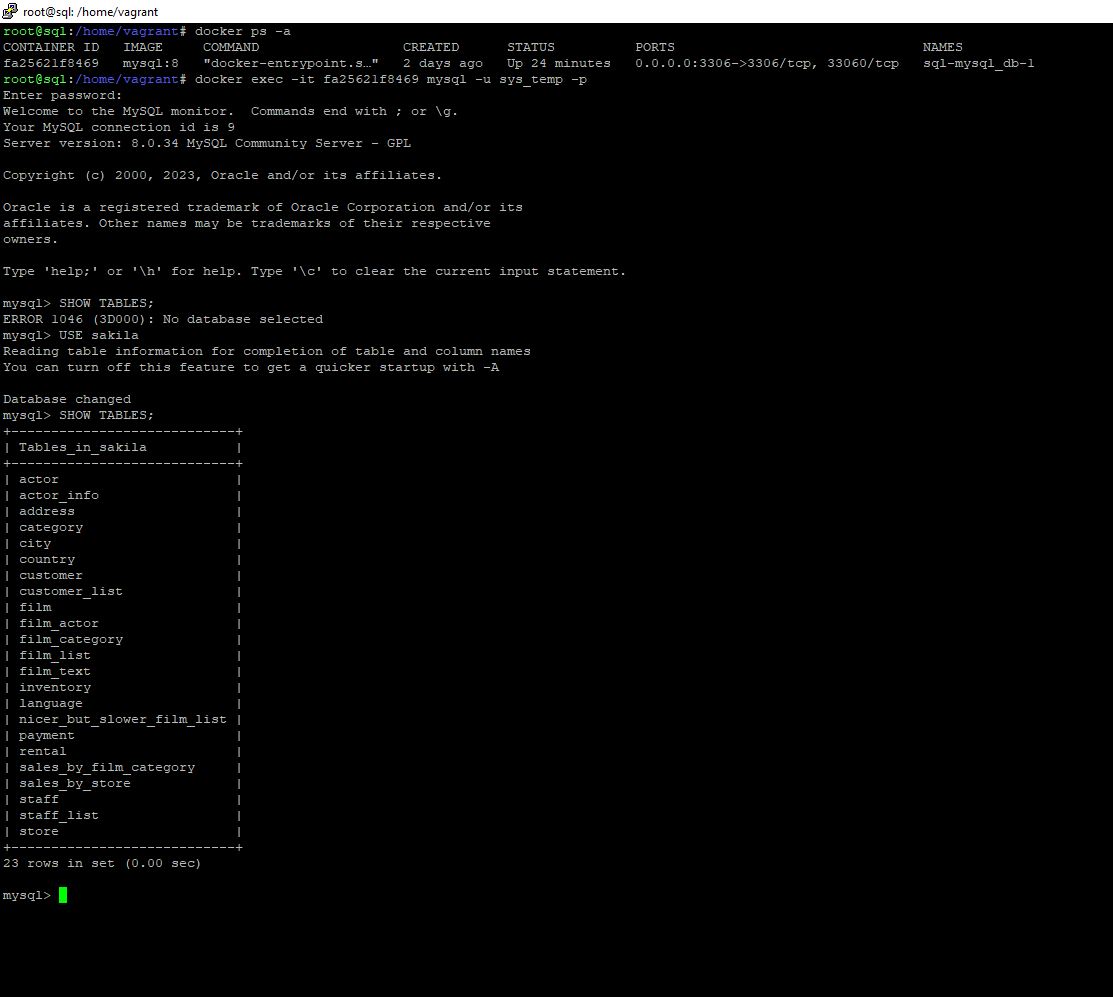 root@sql: /home/vagrant
root@sql:/home/vagrant# docker ps -a
CONTAINER ID   IMAGE     COMMAND                  CREATED      STATUS          PORTS                               NAMES
fa25621f8469   mysql:8   "docker-entrypoint.s…"   2 days ago   Up 24 minutes   0.0.0.0:3306->3306/tcp, 33060/tcp   sql-mysql_db-1
root@sql:/home/vagrant# docker exec -it fa25621f8469 mysql -u sys_temp -p
Enter password:
Welcome to the MySQL monitor.  Commands end with ; or \g.
Your MySQL connection id is 9
Server version: 8.0.34 MySQL Community Server - GPL
Copyright (c) 2000, 2023, Oracle and/or its affiliates.
Oracle is a registered trademark of Oracle Corporation and/or its
affiliates. Other names may be trademarks of their respective
owners.
Type 'help;' or '\h' for help. Type '\c' to clear the current input statement.
mysql> SHOW TABLES;
ERROR 1046 (3D000): No database selected
mysql> USE sakila
Reading table information for completion of table and column names
You can turn off this feature to get a quicker startup with -A
Database changed
mysql> SHOW TABLES;
+----------------------------+
| Tables_in_sakila           |
+----------------------------+
| actor                      |
| actor_info                 |
| address                    |
| category                   |
| city                       |
| country                    |
| customer                   |
| customer_list              |
| film                       |
| film_actor                 |
| film_category              |
| film_list                  |
| film_text                  |
| inventory                  |
| language                   |
| nicer_but_slower_film_list |
| payment                    |
| rental                     |
| sales_by_film_category     |
| sales_by_store             |
| staff                      |
| staff_list                 |
| store                      |
+----------------------------+
23 rows in set (0.00 sec)
mysql>